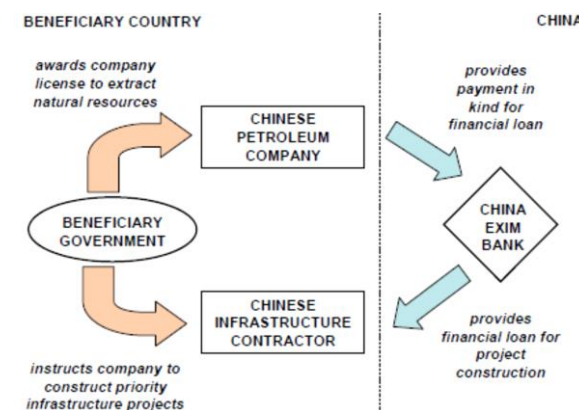 BENEFICIARY COUNTRY
CHINA
awards company
license to extract
natural resources
provides
payment in
kind for
financial loan
CHINESE
PETROLEUM
COMPANY
BENEFICIARY
GOVERNMENT
CHINA
EXIM
BANK
CHINESE
INFRASTRUCTURE
CONTRACTOR
instructs company to
construct priority
infrastructure projects
provides
financial loan for
project
construction